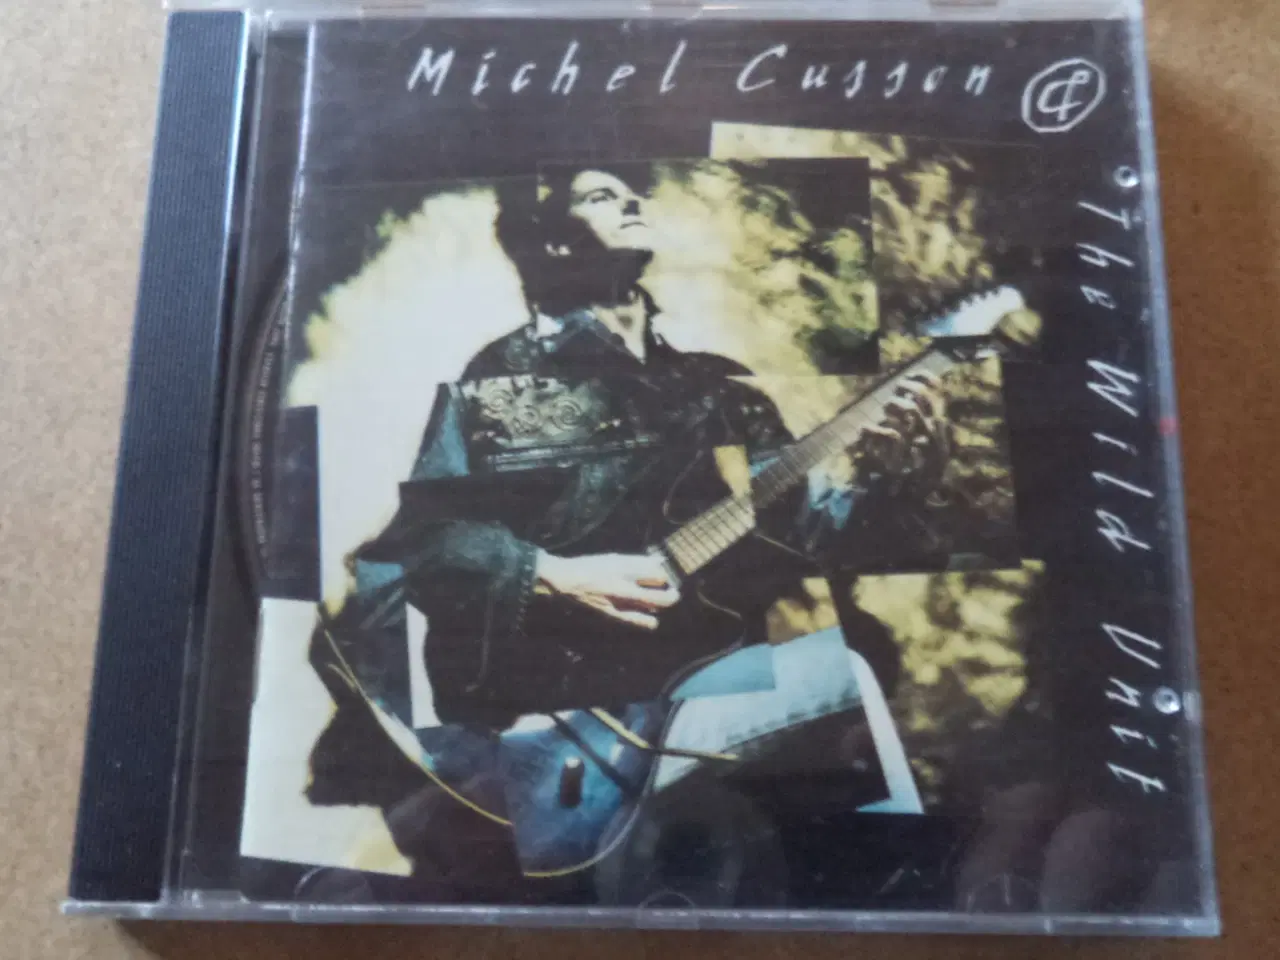 Michel Cusson &
The Wild Unit